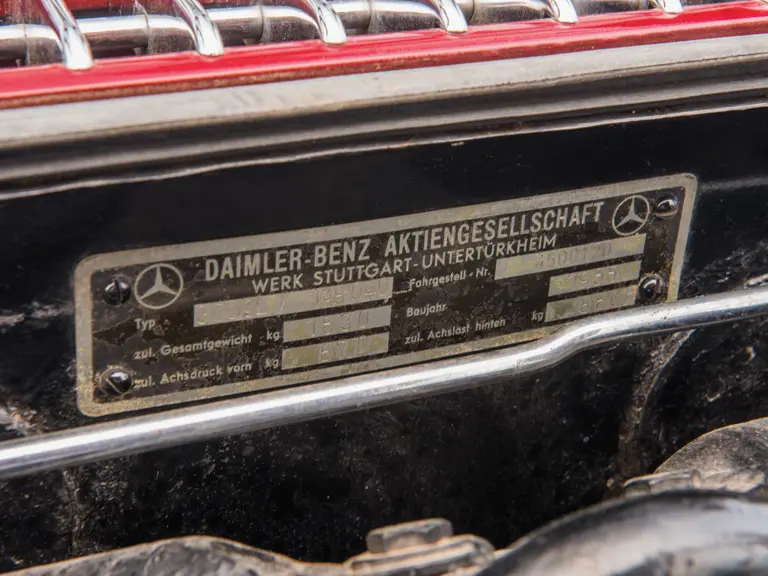 DAIMLER-BENZ AKTIENGESELLSCHAFT
WERK STUTTGART-UNTERTÜRKHEIM
Typ
Fahrgestell-Nr.
zul. Gesamtgewicht kg
Baujahr
zul. Achsdruck vorn kg
zul. Achslast hinten kg